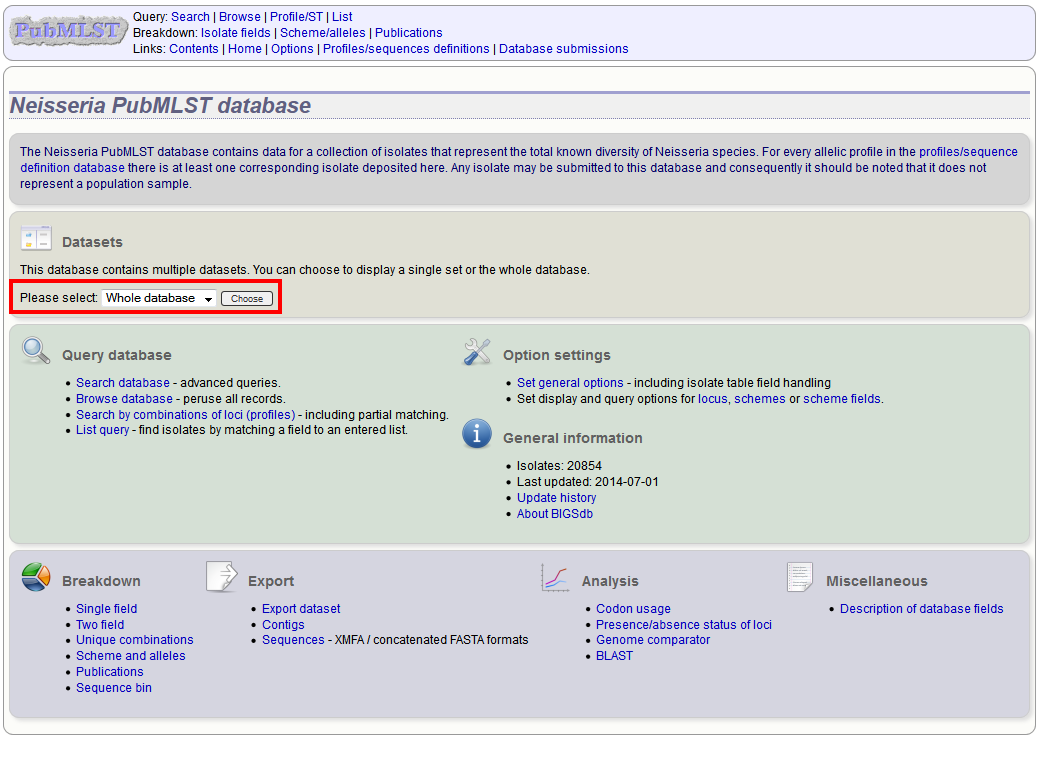 PubMLST
Query: Search | Browse | Profile/ST | List
Breakdown: Isolate fields | Scheme/alleles | Publications
Links: Contents | Home | Options | Profiles/sequences definitions | Database submissions
Neisseria PubMLST database
The Neisseria PubMLST database contains data for a collection of isolates that represent the total known diversity of Neisseria species. For every allelic profile in the profiles/sequence
definition database there is at least one corresponding isolate deposited here. Any isolate may be submitted to this database and consequently it should be noted that it does not
represent a population sample.
Datasets
This database contains multiple datasets. You can choose to display a single set or the whole database.
Please select: Whole database Choose
Query database
Search database - advanced queries.
Browse database - peruse all records.
Search by combinations of loci (profiles) - including partial matching.
List query - find isolates by matching a field to an entered list.
Option settings
Set general options - including isolate table field handling
Set display and query options for locus, schemes or scheme fields.
General information
Isolates: 20854
Last updated: 2014-07-01
Update history
About BIGSdb
Breakdown
Single field
Two field
Unique combinations
Scheme and alleles
Publications
Sequence bin
Export
Export dataset
Contigs
Sequences - XMFA / concatenated FASTA formats
Analysis
Codon usage
Presence/absence status of loci
Genome comparator
BLAST
Miscellaneous
Description of database fields